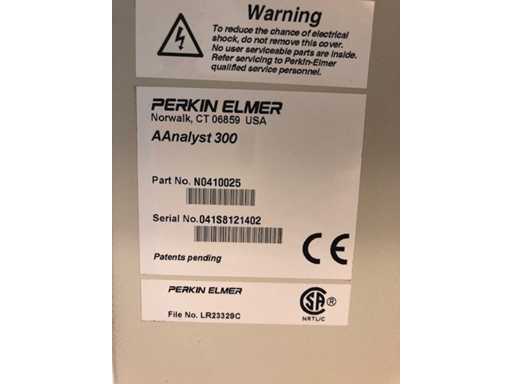 Warning
To reduce the chance of electrical
shock, do not remove this cover.
No user serviceable parts are inside.
Refer servicing to Perkin-Elmer
qualified service personnel.
PERKIN ELMER
Norwalk, CT 06859 USA
AAnalyst 300
Part No. N0410025
Serial No.041S8121402
CE
Patents pending
PERKIN ELMER
File No. LR23329C
SA ®
NRTL/C